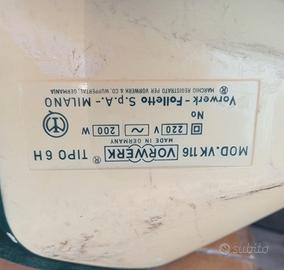 MOD. VK 116 VORWERK ® TIPO 6 H
MADE IN GERMANY
220 V ~ 200 W
No
Vorwerk - Folletto S.p.A. - MILANO
® MARCHIO REGISTRATO PER VORWERK & CO WUPPERTAL GERMANIA
subito